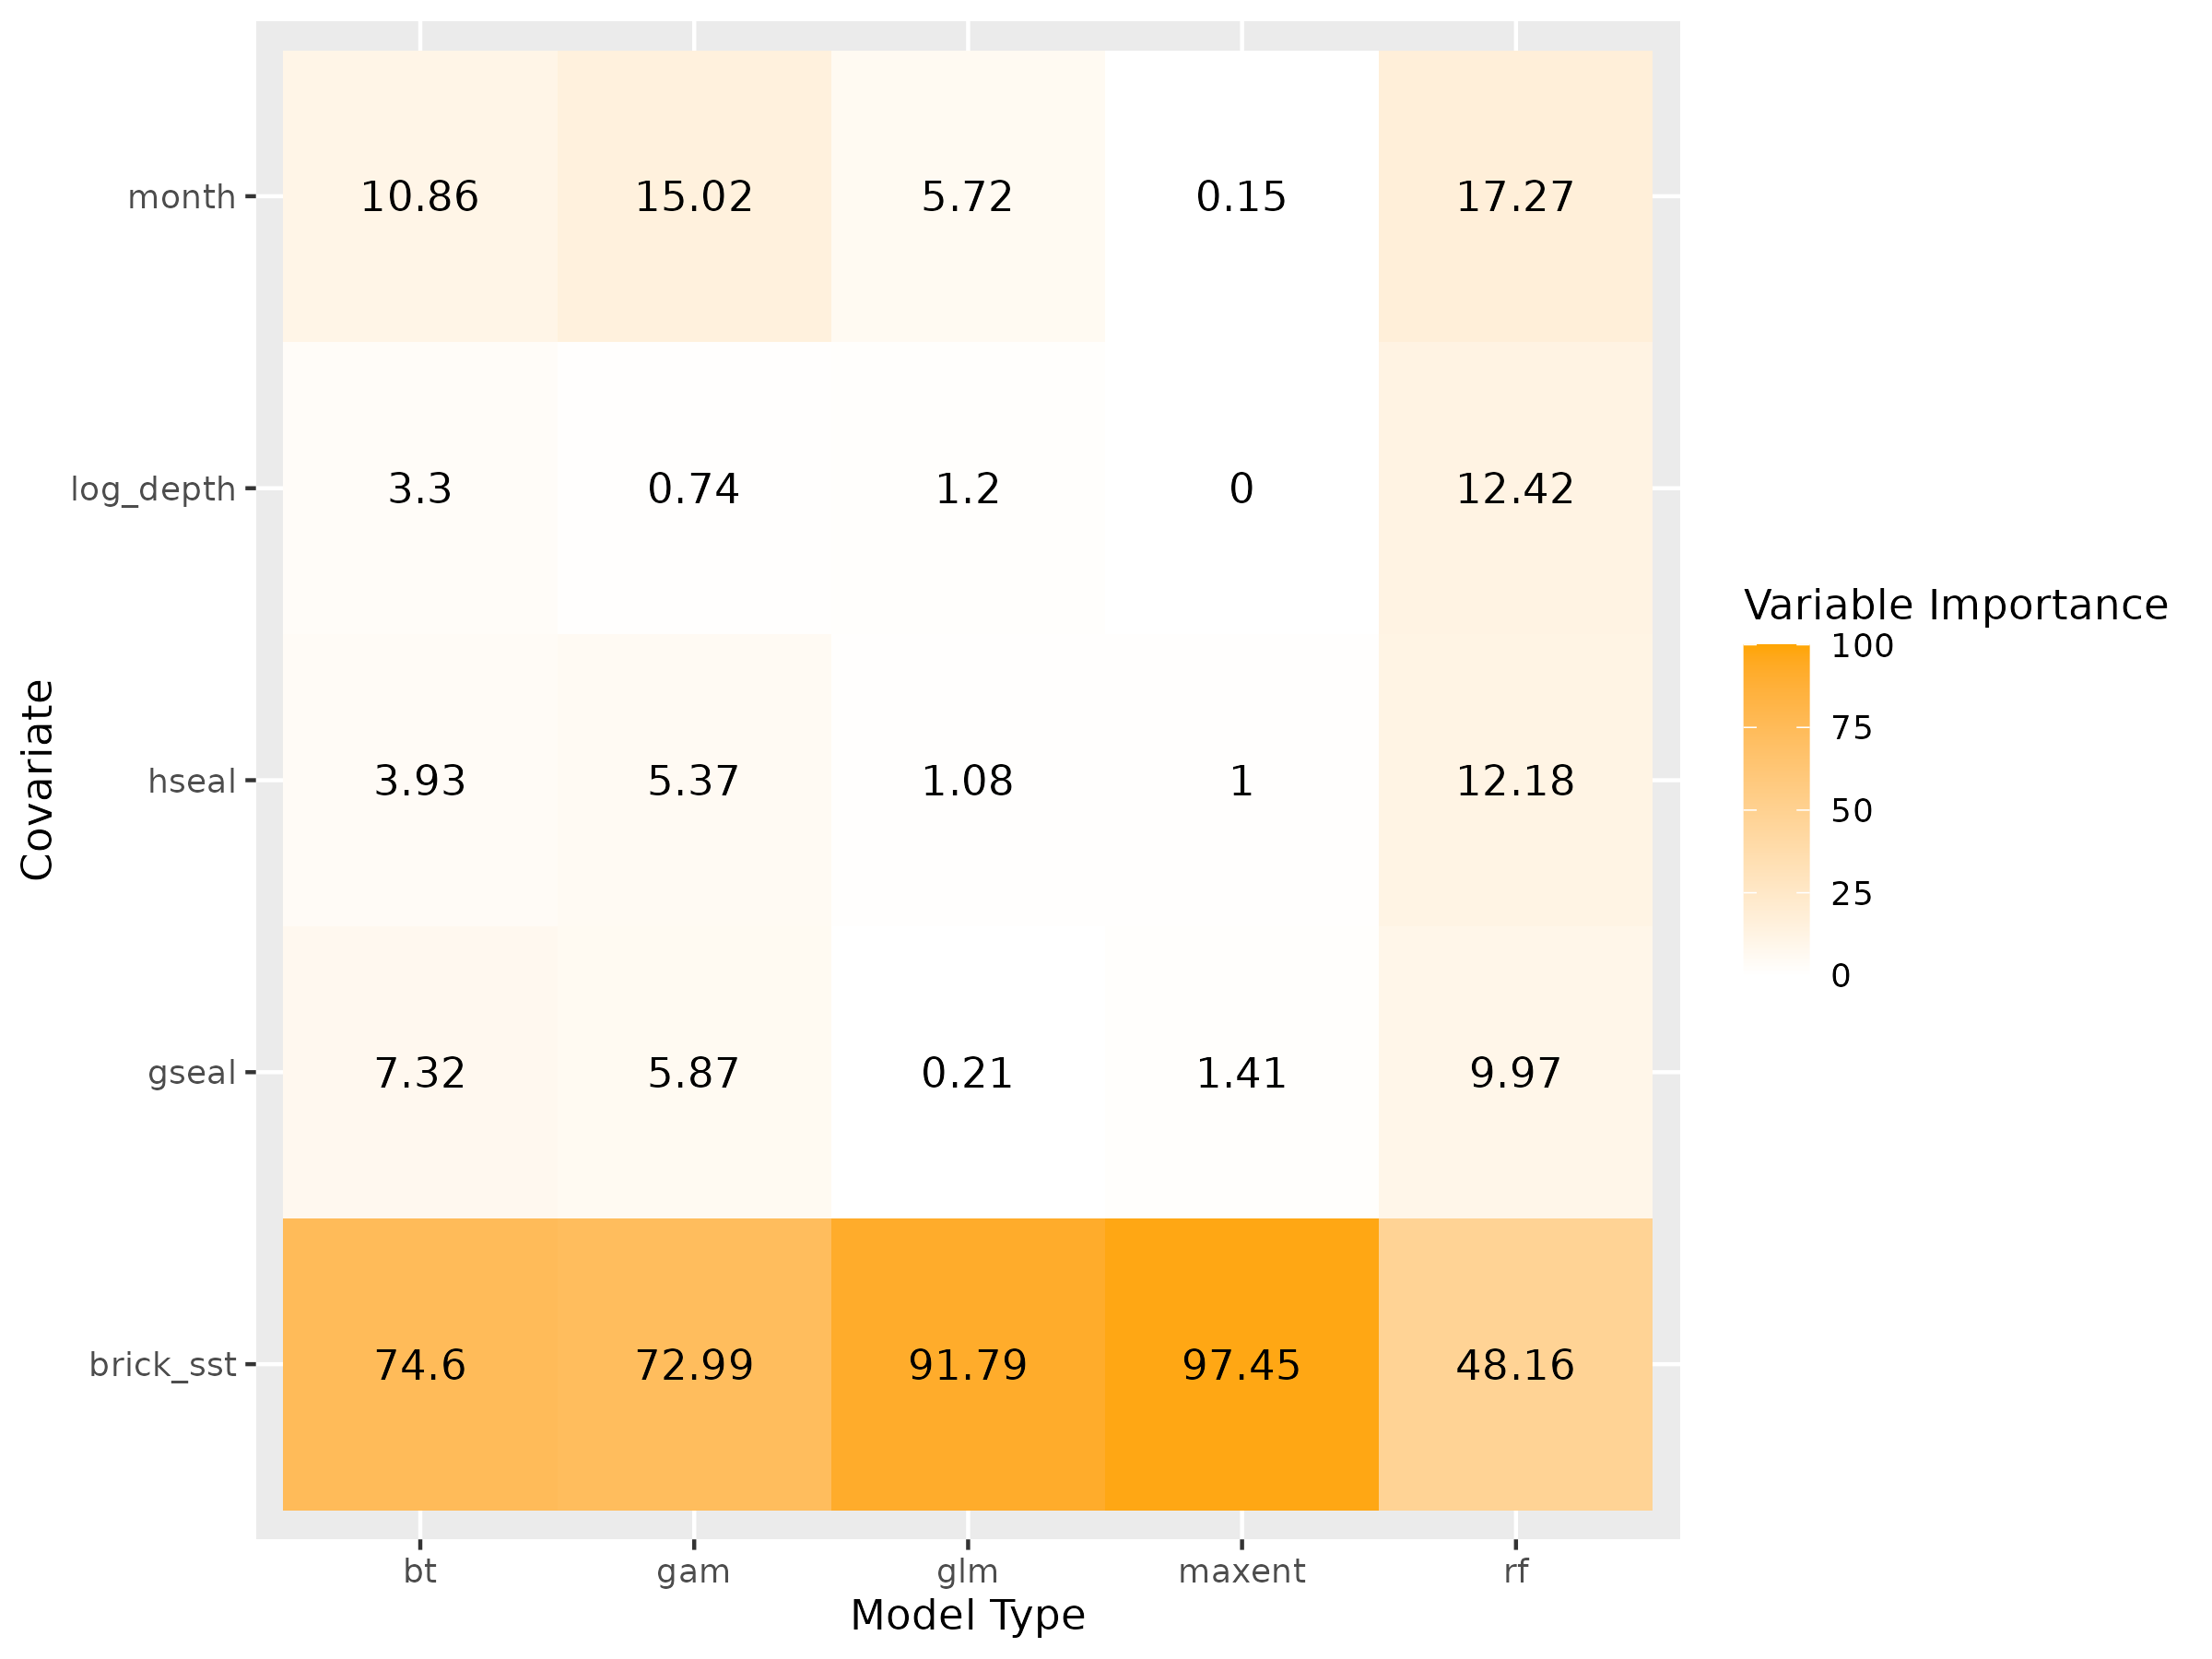 month 10.86 15.02 5.72 0.15 17.27
log_depth 3.3 0.74 1.2 0 12.42
hseal 3.93 5.37 1.08 1 12.18
gseal 7.32 5.87 0.21 1.41 9.97
brick_sst 74.6 72.99 91.79 97.45 48.16
bt gam glm maxent rf
Model Type
Covariate
Variable Importance
100
75
50
25
0